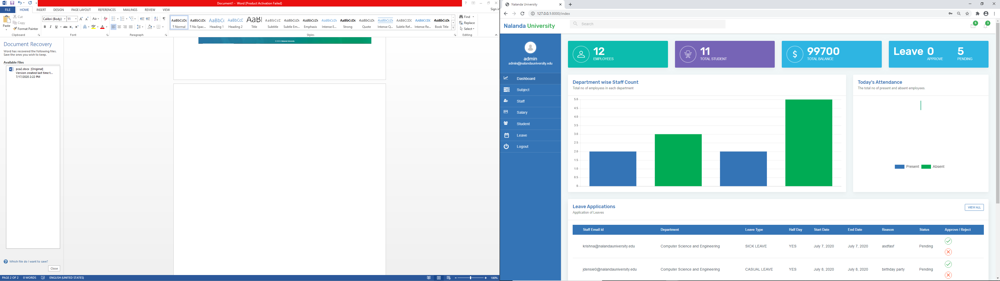 Document1 - Word (Product Activation Failed)
Sign in
FILE HOME INSERT DESIGN PAGE LAYOUT REFERENCES MAILINGS REVIEW VIEW
Paste
Cut
Copy
Format Painter
Clipboard
Calibri (Body) 11
Font
Paragraph
AaBbCcDc AaBbCcDc AaBbCc AaBbCcD AaBl AaBbCcD AaBbCcDc AaBbCcDc AaBbCcDc AaBbCcDc AaBbCcDc AaBbCcDc AABBCCDC AABBCCDC AaBbCcDc
¶ Normal ¶ No Spac... Heading 1 Heading 2 Title Subtitle Subtle Em... Emphasis Intense E... Strong Quote Intense Q... Subtle Ref... Intense Re... Book Title
Styles
Find
Replace
Select
Editing
Document Recovery
Word has recovered the following files.
Save the ones you wish to keep.
Available Files
pca2.docx [Original]
Version created last time t...
7/17/2020 2:22 PM
Which file do I want to save?
Close
© 2020 A Nalanda University
PAGE 2 OF 2 0 WORDS ENGLISH (UNITED STATES)
100%
Nalanda University
127.0.0.1:8000/index
Nalanda University
Search
5
3
admin
admin@nalandauniversity.edu
Dashboard
Subject
Staff
Salary
Student
Leave
Logout
12
EMPLOYEES
11
TOTAL STUDENT
99700
TOTAL BALANCE
Leave 0 5
APPROVE PENDING
Department wise Staff Count
Total no of employess in each department
5.0
4.5
4.0
3.5
3.0
2.5
2.0
1.5
1.0
0.5
0
Today's Attendance
The total no of present and absent employees.
Present Absent
Leave Applications
Application of Leaves
VIEW ALL
Staff Email id Department Leave Type Half Day Start Date End Date Reason Status Approve / Reject
krishna@nalandauniversity.edu Computer Science and Engineering SICK LEAVE YES July 7, 2020 July 7, 2020 asdfasf Pending
jdensie0@nalandauniversity.edu Computer Science and Engineering CASUAL LEAVE YES July 8, 2020 July 8, 2020 birthday party Pending